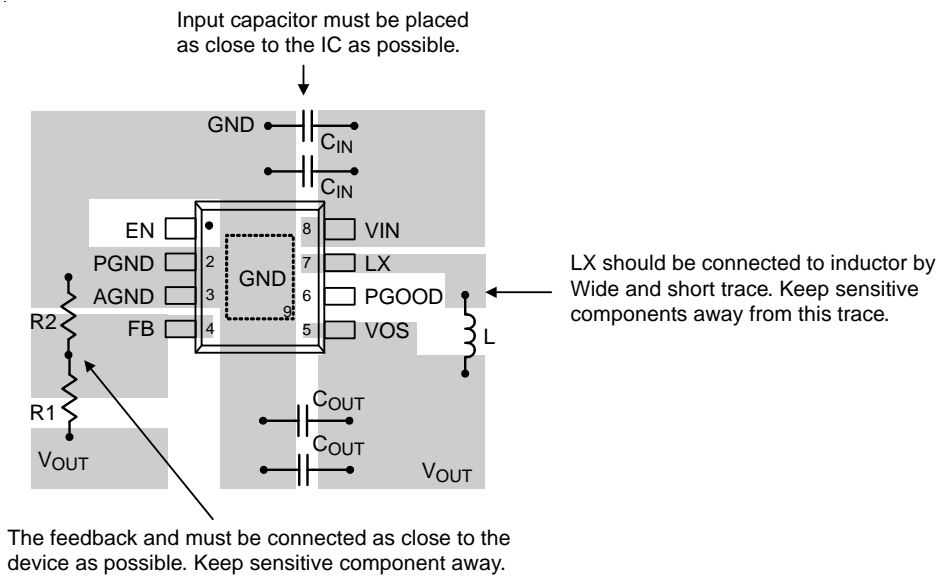 Input capacitor must be placed
as close to the IC as possible.
GND
CIN
CIN
EN
8
VIN
PGND
2
7
LX
GND
AGND
3
6
PGOOD
9
FB
4
5
VOS
R2
L
R1
VOUT
COUT
COUT
VOUT
LX should be connected to inductor by
Wide and short trace. Keep sensitive
components away from this trace.
The feedback and must be connected as close to the
device as possible. Keep sensitive component away.